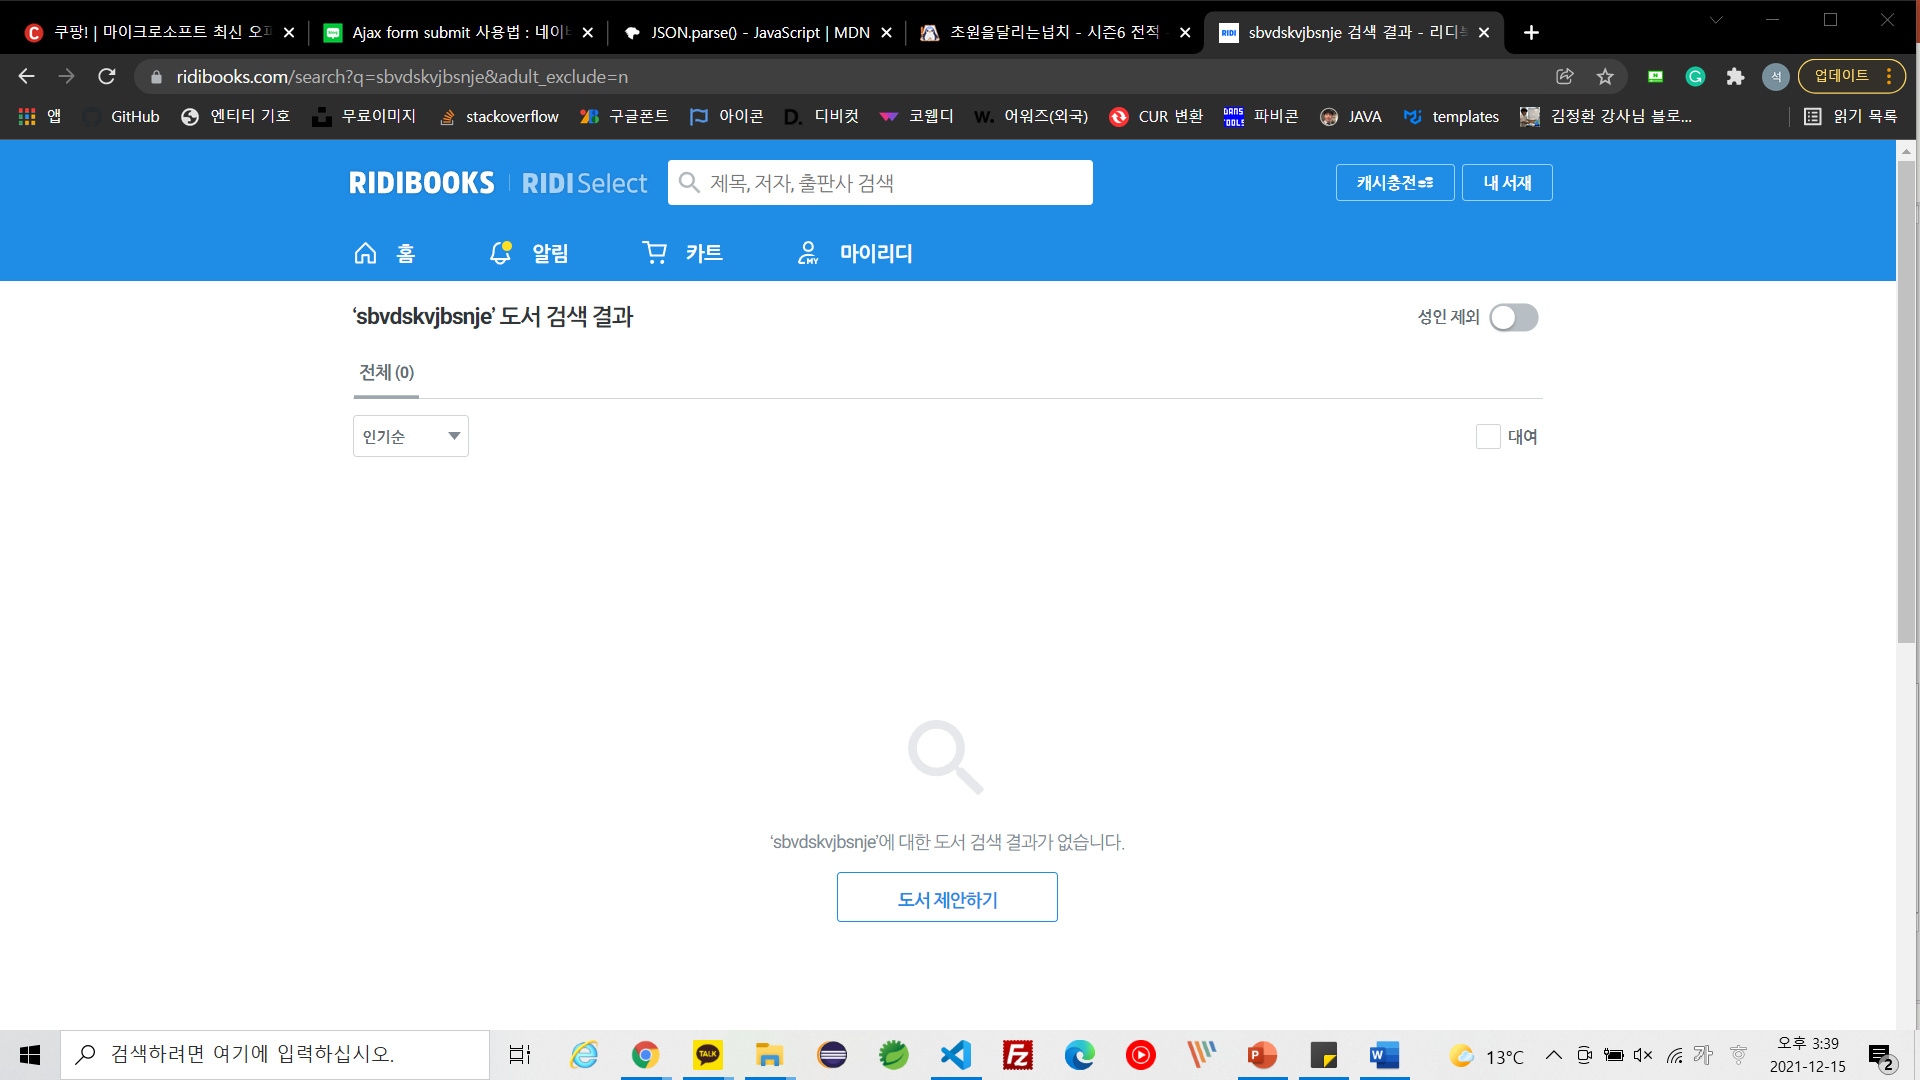 쿠팡! | 마이크로소프트 최신 오피
Ajax form submit 사용법 : 네이버
JSON.parse() - JavaScript | MDN
초원을달리는넙치 - 시즌6 전적
sbvdskvjbsnje 검색 결과 - 리디북
ridibooks.com/search?q=sbvdskvjbsnje&adult_exclude=n
석
업데이트
앱
GitHub
엔티티 기호
무료이미지
stackoverflow
구글폰트
아이콘
디비컷
코웹디
어워즈(외국)
CUR 변환
파비콘
JAVA
templates
김정환 강사님 블로...
읽기 목록
RIDIBOOKS
RIDI Select
제목, 저자, 출판사 검색
캐시충전
내 서재
홈
알림
카트
마이리디
‘sbvdskvjbsnje’ 도서 검색 결과
성인 제외
전체 (0)
인기순
대여
‘sbvdskvjbsnje’에 대한 도서 검색 결과가 없습니다.
도서 제안하기
검색하려면 여기에 입력하십시오.
13°C
가
오후 3:39
2021-12-15
2